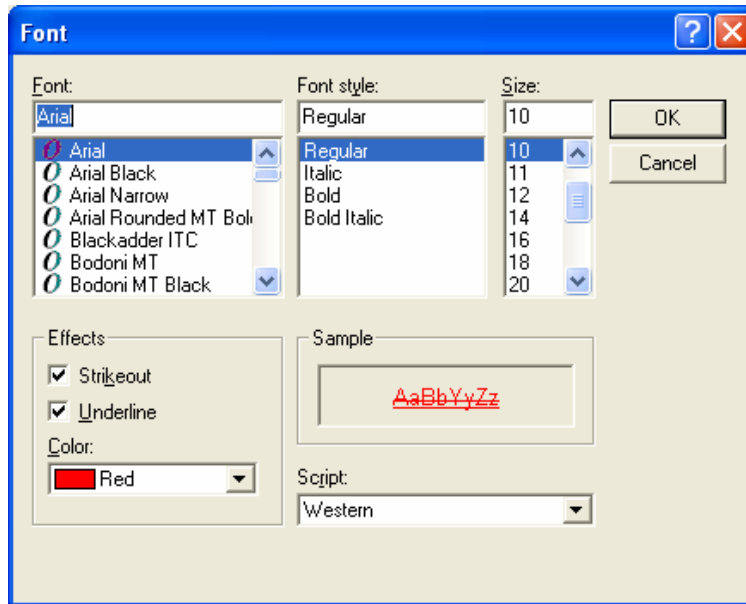 Font
Font:
Arial
Arial
Arial Black
Arial Narrow
Arial Rounded MT Bol
Blackadder ITC
Bodoni MT
Bodoni MT Black
Font style:
Regular
Regular
Italic
Bold
Bold Italic
Size:
10
10
11
12
14
16
18
20
OK
Cancel
Effects
Strikeout
Underline
Color:
Red
Sample
AaBbYyZz
Script:
Western